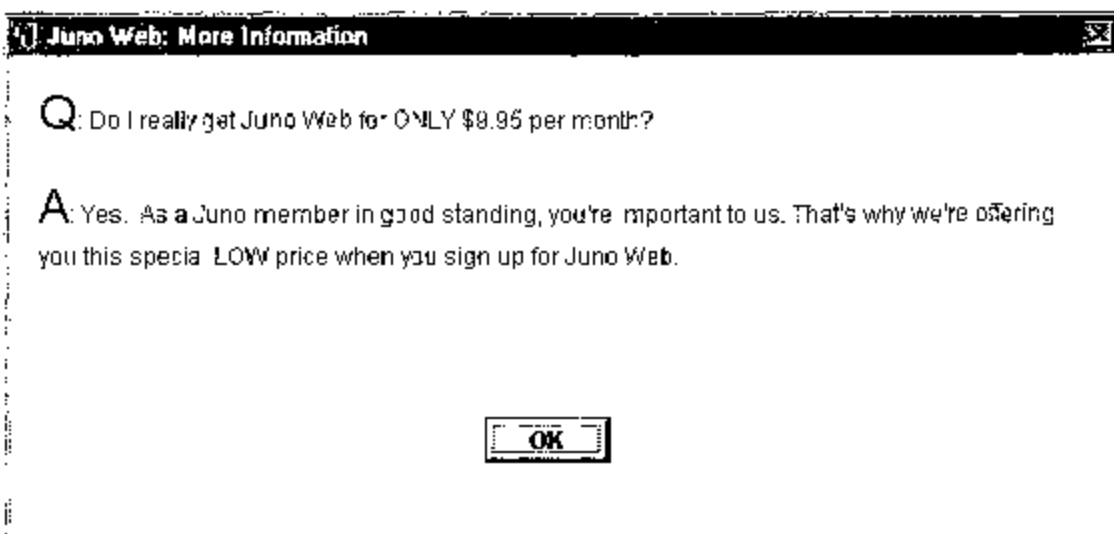 Juno Web: More Information
Q: Do I really get Juno Web for ONLY $9.95 per month?
A: Yes. As a Juno member in good standing, you're important to us. That's why we're offering
you this special LOW price when you sign up for Juno Web.
OK